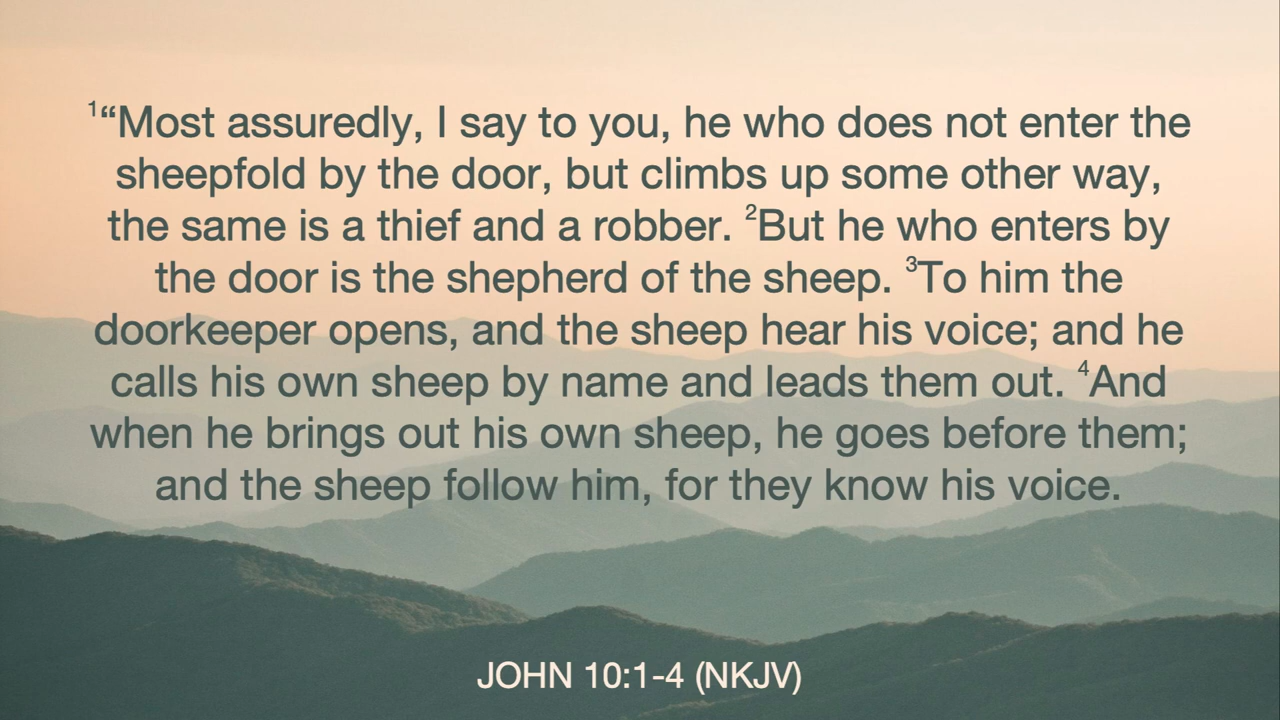 ¹“Most assuredly, I say to you, he who does not enter the
sheepfold by the door, but climbs up some other way,
the same is a thief and a robber. ²But he who enters by
the door is the shepherd of the sheep. ³To him the
doorkeeper opens, and the sheep hear his voice; and he
calls his own sheep by name and leads them out. ⁴And
when he brings out his own sheep, he goes before them;
and the sheep follow him, for they know his voice.
JOHN 10:1-4 (NKJV)